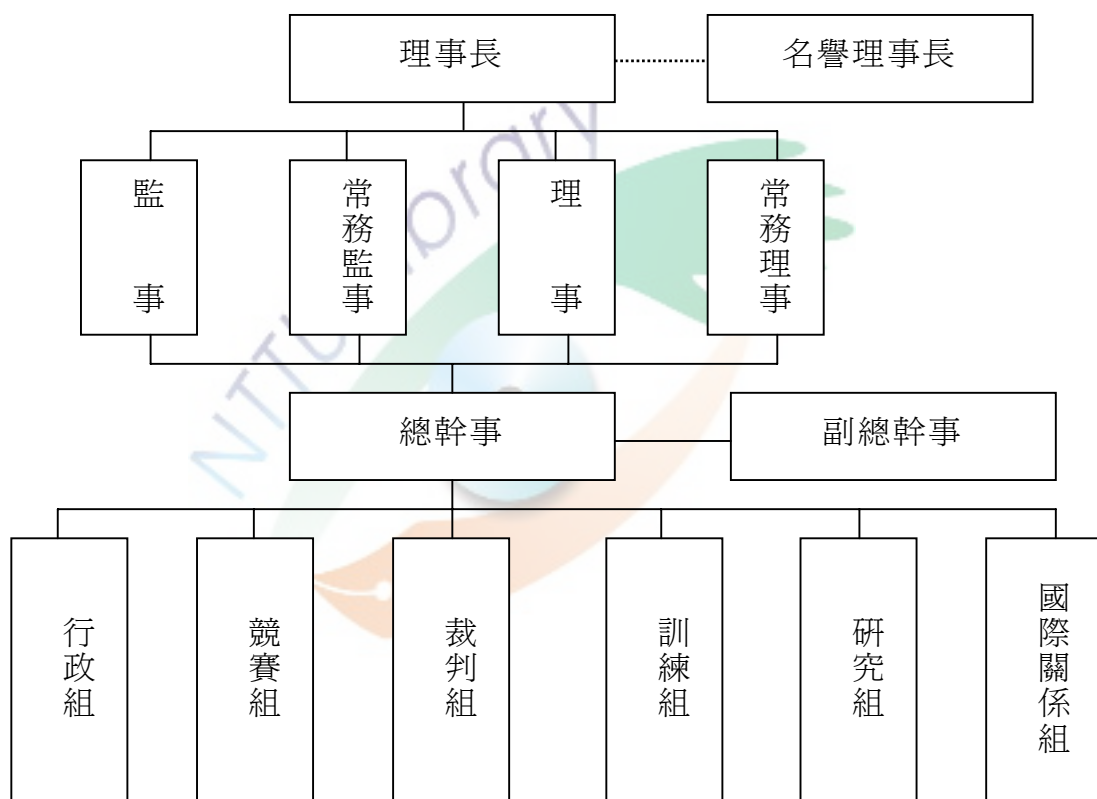 理事長
名譽理事長
監事
常務監事
理事
常務理事
總幹事
副總幹事
行政組
競賽組
裁判組
訓練組
研究組
國際關係組
NTTU Library